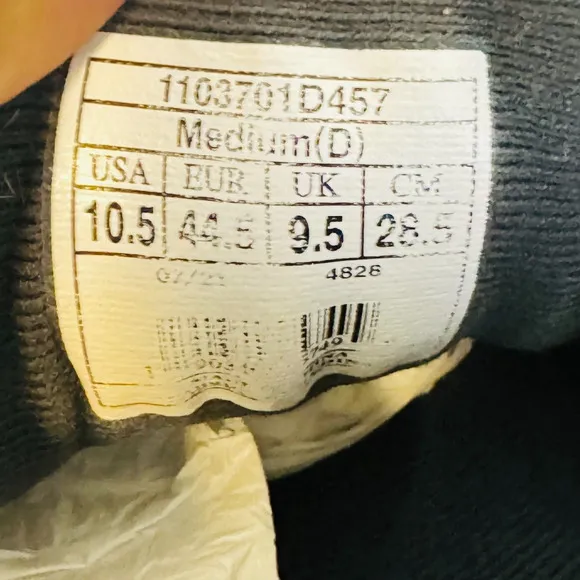 1103701D457
Medium(D)
USA EUR UK CM
10.5 44.5 9.5 28.5
4828